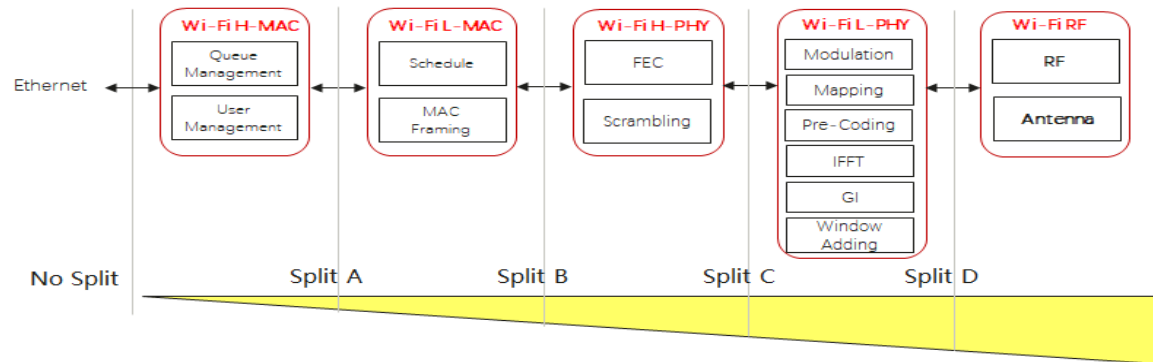 Wi-Fi H-MAC
Wi-Fi L-MAC
Wi-Fi H-PHY
Wi-Fi L-PHY
Wi-Fi RF
Ethernet
Queue
Management
User
Management
Schedule
MAC
Framing
FEC
Scrambling
Modulation
Mapping
Pre-Coding
IFFT
GI
Window
Adding
RF
Antenna
No Split
Split A
Split B
Split C
Split D